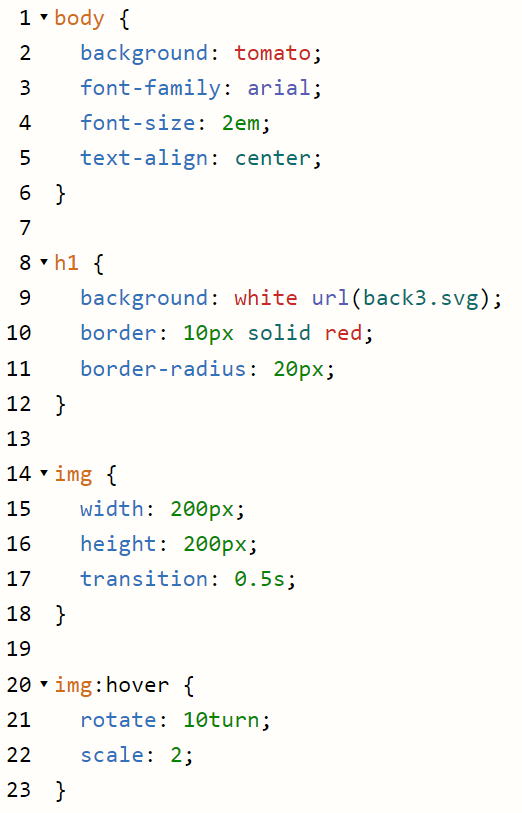 1 body {
2 background: tomato;
3 font-family: arial;
4 font-size: 2em;
5 text-align: center;
6 }
7
8 h1 {
9 background: white url(back3.svg);
10 border: 10px solid red;
11 border-radius: 20px;
12 }
13
14 img {
15 width: 200px;
16 height: 200px;
17 transition: 0.5s;
18 }
19
20 img:hover {
21 rotate: 10turn;
22 scale: 2;
23 }